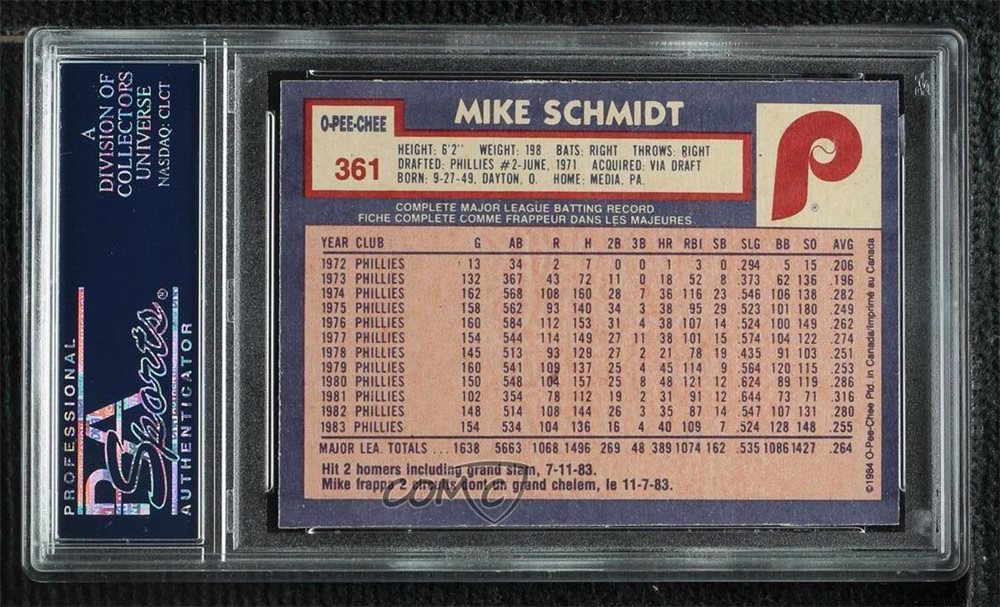 A
DIVISION OF
COLLECTORS
UNIVERSE
NASDAQ: CLCT
PROFESSIONAL
PSA
Sports®
AUTHENTICATOR
MIKE SCHMIDT
O-PEE-CHEE
361
HEIGHT: 6'2" WEIGHT: 198 BATS: RIGHT THROWS: RIGHT
DRAFTED: PHILLIES #2-JUNE, 1971 ACQUIRED: VIA DRAFT
BORN: 9-27-49, DAYTON, O. HOME: MEDIA, PA.
P
®
COMPLETE MAJOR LEAGUE BATTING RECORD
FICHE COMPLETE COMME FRAPPEUR DANS LES MAJEURES
YEAR CLUB G AB R H 2B 3B HR RBI SB SLG BB SO AVG
1972 PHILLIES 13 34 2 7 0 0 1 3 0 .294 5 15 .206
1973 PHILLIES 132 367 43 72 11 0 18 52 8 .373 62 136 .196
1974 PHILLIES 162 568 108 160 28 7 36 116 23 .546 106 138 .282
1975 PHILLIES 158 562 93 140 34 3 38 95 29 .523 101 180 .249
1976 PHILLIES 160 584 112 153 31 4 38 107 14 .524 100 149 .262
1977 PHILLIES 154 544 114 149 27 11 38 101 15 .574 104 122 .274
1978 PHILLIES 145 513 93 129 27 2 21 78 19 .435 91 103 .251
1979 PHILLIES 160 541 109 137 25 4 45 114 9 .564 120 115 .253
1980 PHILLIES 150 548 104 157 25 8 48 121 12 .624 89 119 .286
1981 PHILLIES 102 354 78 112 19 2 31 91 12 .644 73 71 .316
1982 PHILLIES 148 514 108 144 26 3 35 87 14 .547 107 131 .280
1983 PHILLIES 154 534 104 136 16 4 40 109 7 .524 128 148 .255
MAJOR LEA. TOTALS ... 1638 5663 1068 1496 269 48 389 1074 162 .535 1086 1427 .264
Hit 2 homers including grand slam, 7-11-83.
Mike frappa 2 circuits dont un grand chelem, le 11-7-83.
©1984 O-Pee-Chee Ptd. in Canada/Imprimé au Canada
COMC